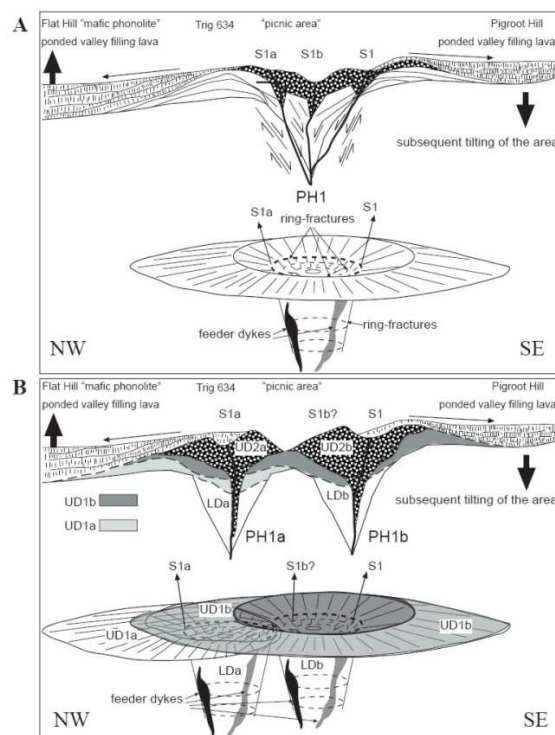 A
Flat Hill "mafic phonolite" Trig 634 "picnic area" Pigroot Hill
ponded valley filling lava ponded valley filling lava
S1a S1b S1
subsequent tilting of the area
PH1
S1a S1
ring-fractures
feeder dykes ring-fractures
NW SE
B
Flat Hill "mafic phonolite" Trig 634 "picnic area" Pigroot Hill
ponded valley filling lava ponded valley filling lava
S1a S1b? S1
UD2a UD2b
UD1b LDa LDb subsequent tilting of the area
UD1a
PH1a PH1b
S1a S1b? S1
UD1b
UD1a UD1b
LDa LDb
feeder dykes
NW SE